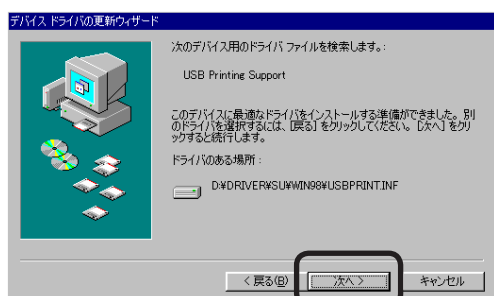 デバイス ドライバの更新ウィザード
次のデバイス用のドライバ ファイルを検索します。:
USB Printing Support
このデバイスに最適なドライバをインストールする準備ができました。別
のドライバを選択するには、[戻る] をクリックしてください。[次へ] をクリ
ックすると続行します。
ドライバのある場所:
D:¥DRIVER¥SU¥WIN98¥USBPRINT.INF
< 戻る(B)
次へ >
キャンセル